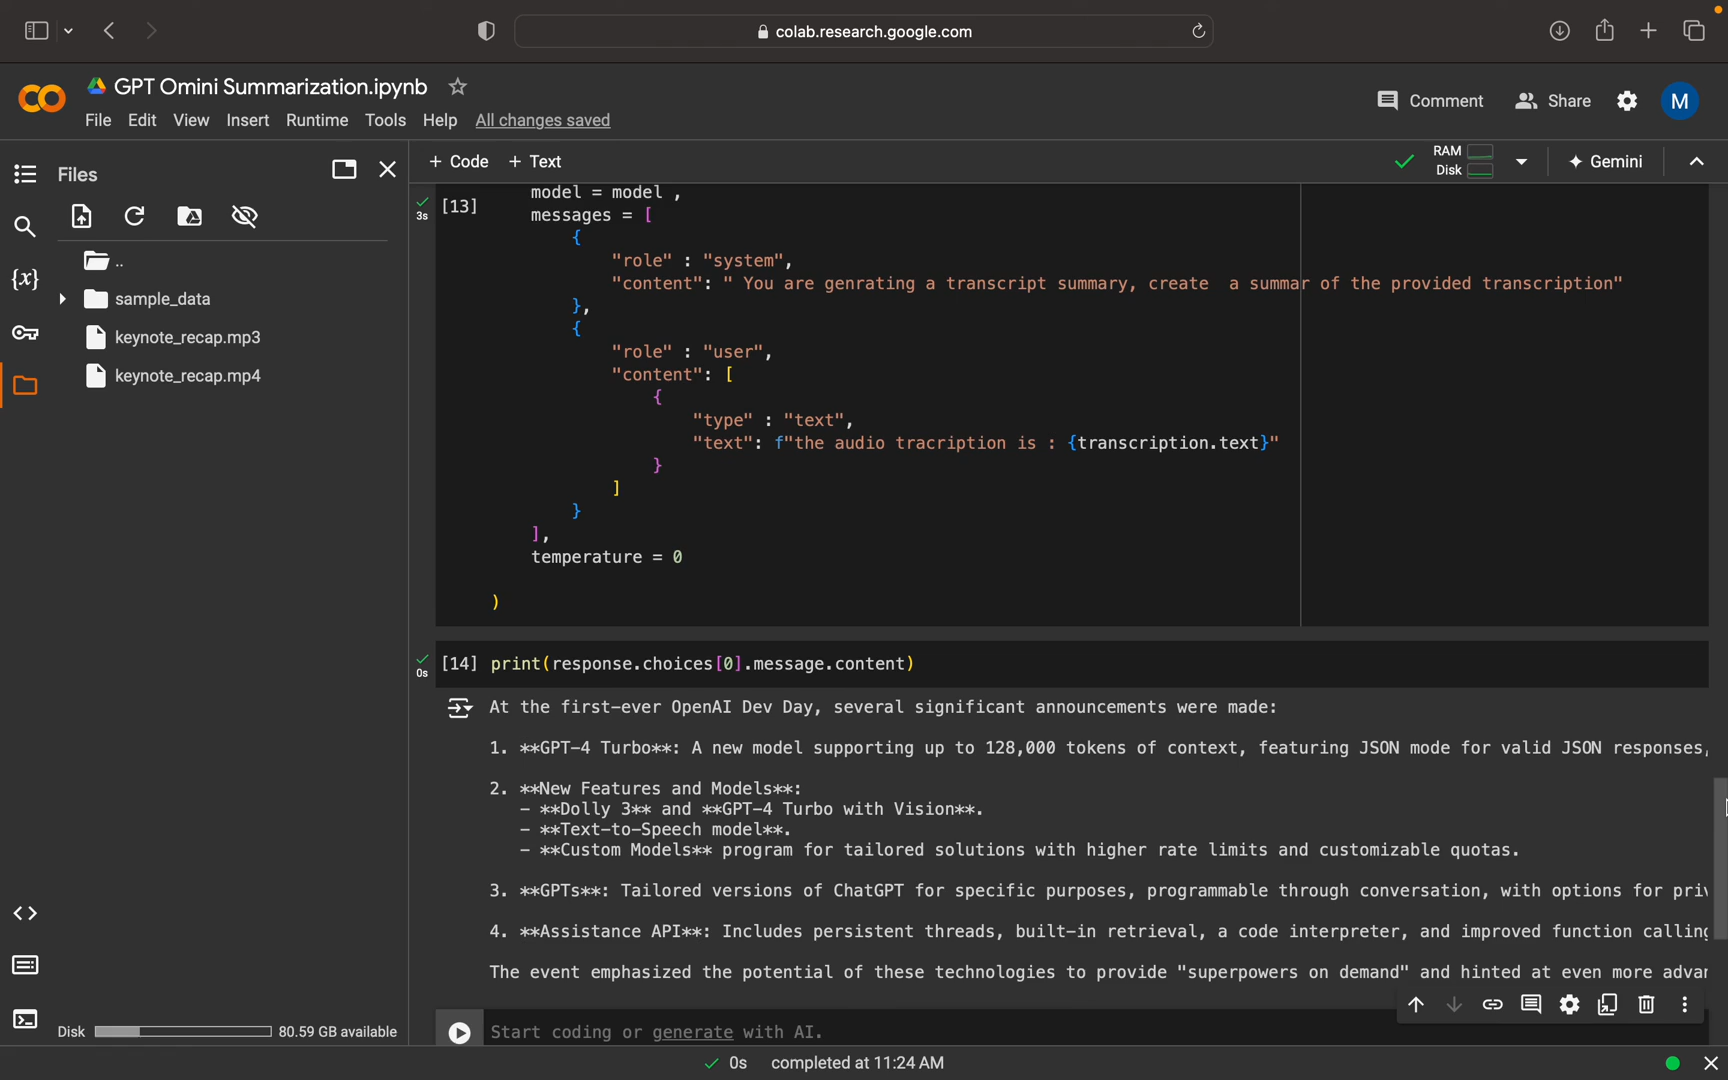 colab.research.google.com
GPT Omini Summarization.ipynb
File Edit View Insert Runtime Tools Help All changes saved
Comment Share M
Files
+ Code + Text
RAM
Disk
Gemini
..
sample_data
keynote_recap.mp3
keynote_recap.mp4
{x}
Disk 80.59 GB available
3s [13] model = model ,
messages = [
{
"role" : "system",
"content": " You are genrating a transcript summary, create  a summar of the provided transcription"
},
{
"role" : "user",
"content": [
{
"type" : "text",
"text": f"the audio tracription is : {transcription.text}"
}
]
}
],
temperature = 0
)
0s [14] print(response.choices[0].message.content)
At the first-ever OpenAI Dev Day, several significant announcements were made:
1. **GPT-4 Turbo**: A new model supporting up to 128,000 tokens of context, featuring JSON mode for valid JSON responses,
2. **New Features and Models**:
- **Dolly 3** and **GPT-4 Turbo with Vision**.
- **Text-to-Speech model**.
- **Custom Models** program for tailored solutions with higher rate limits and customizable quotas.
3. **GPTs**: Tailored versions of ChatGPT for specific purposes, programmable through conversation, with options for priv
4. **Assistance API**: Includes persistent threads, built-in retrieval, a code interpreter, and improved function calling
The event emphasized the potential of these technologies to provide "superpowers on demand" and hinted at even more advan
Start coding or generate with AI.
0s completed at 11:24 AM